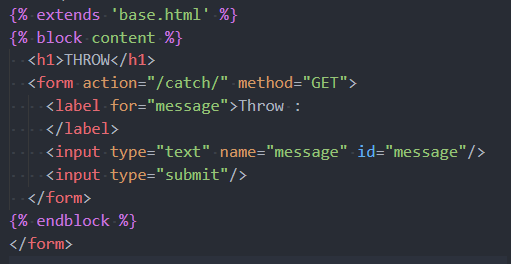 {% extends 'base.html' %}
{% block content %}
<h1>THROW</h1>
<form action="/catch/" method="GET">
<label for="message">Throw :
</label>
<input type="text" name="message" id="message"/>
<input type="submit"/>
</form>
{% endblock %}
</form>